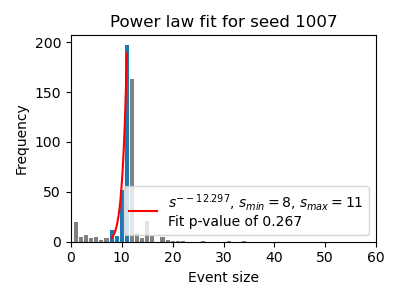 Power law fit for seed 1007
200
150
100
50
0
Frequency
s^{--12.297}, s_{min} = 8, s_{max} = 11
Fit p-value of 0.267
0 10 20 30 40 50 60
Event size